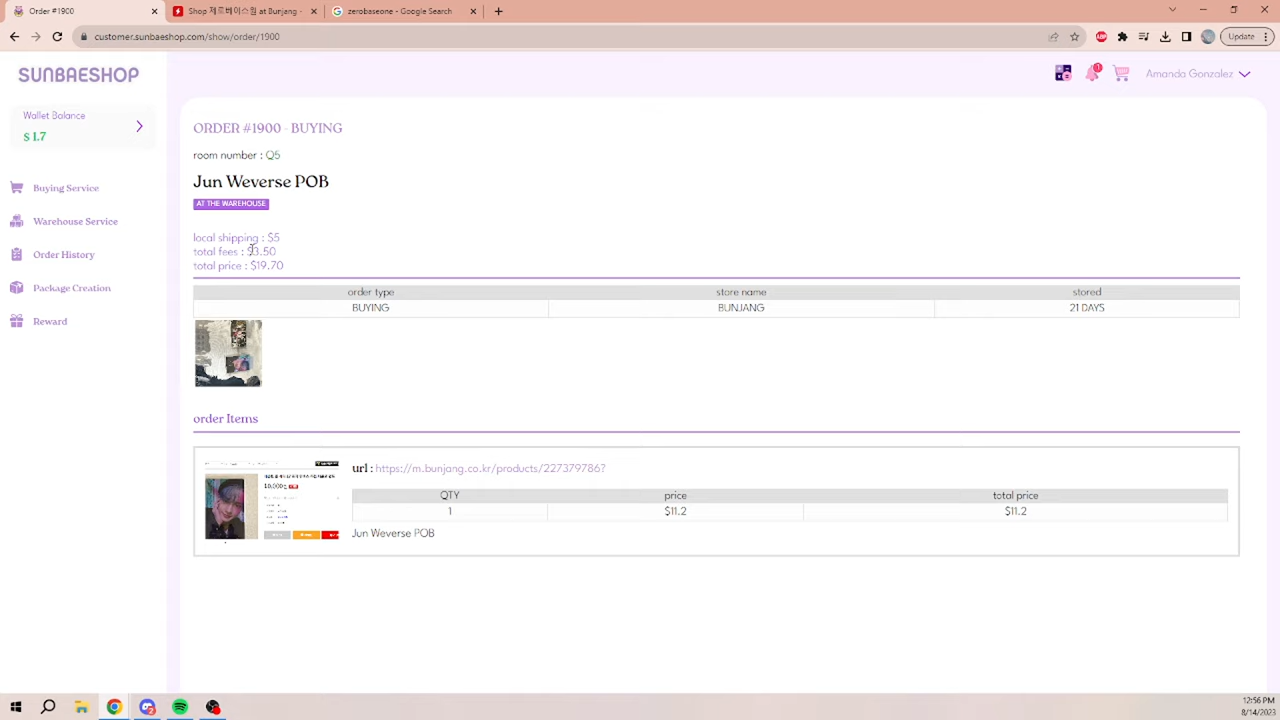 Order #1900
Shop 제로베이스원 at Bunjang -
zerobaseone - Google Search
customer.sunbaeshop.com/show/order/1900
Update
SUNBAESHOP
Amanda Gonzalez
Wallet Balance
$ 1.7
Buying Service
Warehouse Service
Order History
Package Creation
Reward
ORDER #1900 - BUYING
room number : Q5
Jun Weverse POB
AT THE WAREHOUSE
local shipping : $5
total fees : $3.50
total price : $19.70
order type store name stored
BUYING BUNJANG 21 DAYS
order Items
url : https://m.bunjang.co.kr/products/227379786?
QTY price total price
1 $11.2 $11.2
Jun Weverse POB
10,000
12:56 PM
8/14/2023